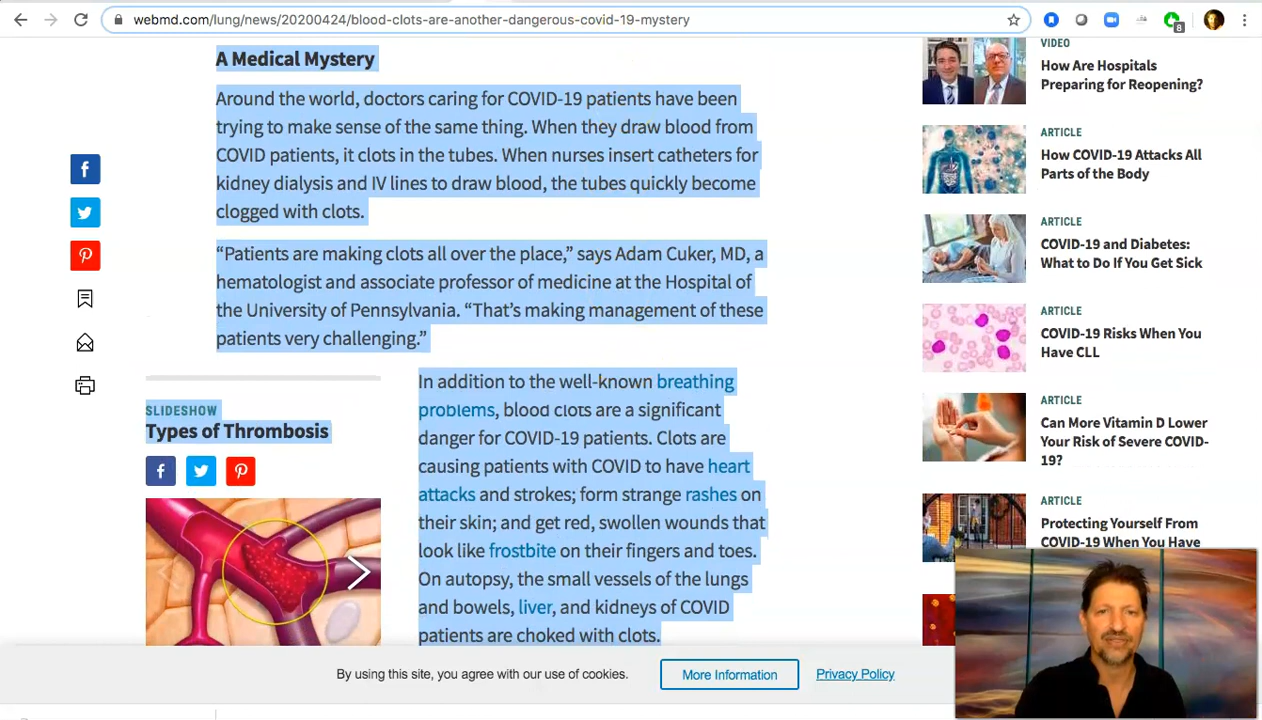 webmd.com/lung/news/20200424/blood-clots-are-another-dangerous-covid-19-mystery
8
A Medical Mystery
Around the world, doctors caring for COVID-19 patients have been
trying to make sense of the same thing. When they draw blood from
COVID patients, it clots in the tubes. When nurses insert catheters for
kidney dialysis and IV lines to draw blood, the tubes quickly become
clogged with clots.
“Patients are making clots all over the place,” says Adam Cuker, MD, a
hematologist and associate professor of medicine at the Hospital of
the University of Pennsylvania. “That’s making management of these
patients very challenging.”
SLIDESHOW
Types of Thrombosis
In addition to the well-known breathing
problems, blood clots are a significant
danger for COVID-19 patients. Clots are
causing patients with COVID to have heart
attacks and strokes; form strange rashes on
their skin; and get red, swollen wounds that
look like frostbite on their fingers and toes.
On autopsy, the small vessels of the lungs
and bowels, liver, and kidneys of COVID
patients are choked with clots.
VIDEO
How Are Hospitals
Preparing for Reopening?
ARTICLE
How COVID-19 Attacks All
Parts of the Body
ARTICLE
COVID-19 and Diabetes:
What to Do If You Get Sick
ARTICLE
COVID-19 Risks When You
Have CLL
ARTICLE
Can More Vitamin D Lower
Your Risk of Severe COVID-
19?
ARTICLE
Protecting Yourself From
COVID-19 When You Have
By using this site, you agree with our use of cookies.
More Information
Privacy Policy